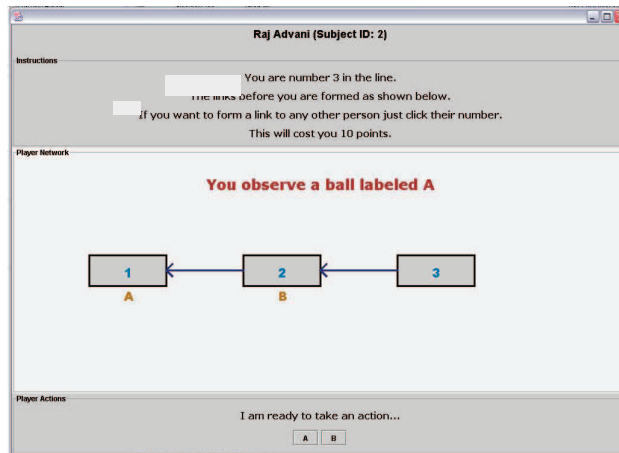 Raj Advani (Subject ID: 2)
Instructions
You are number 3 in the line.
The links before you are formed as shown below.
If you want to form a link to any other person just click their number.
This will cost you 10 points.
Player Network
You observe a ball labeled A
1 2 3
A B
Player Actions
I am ready to take an action...
A B